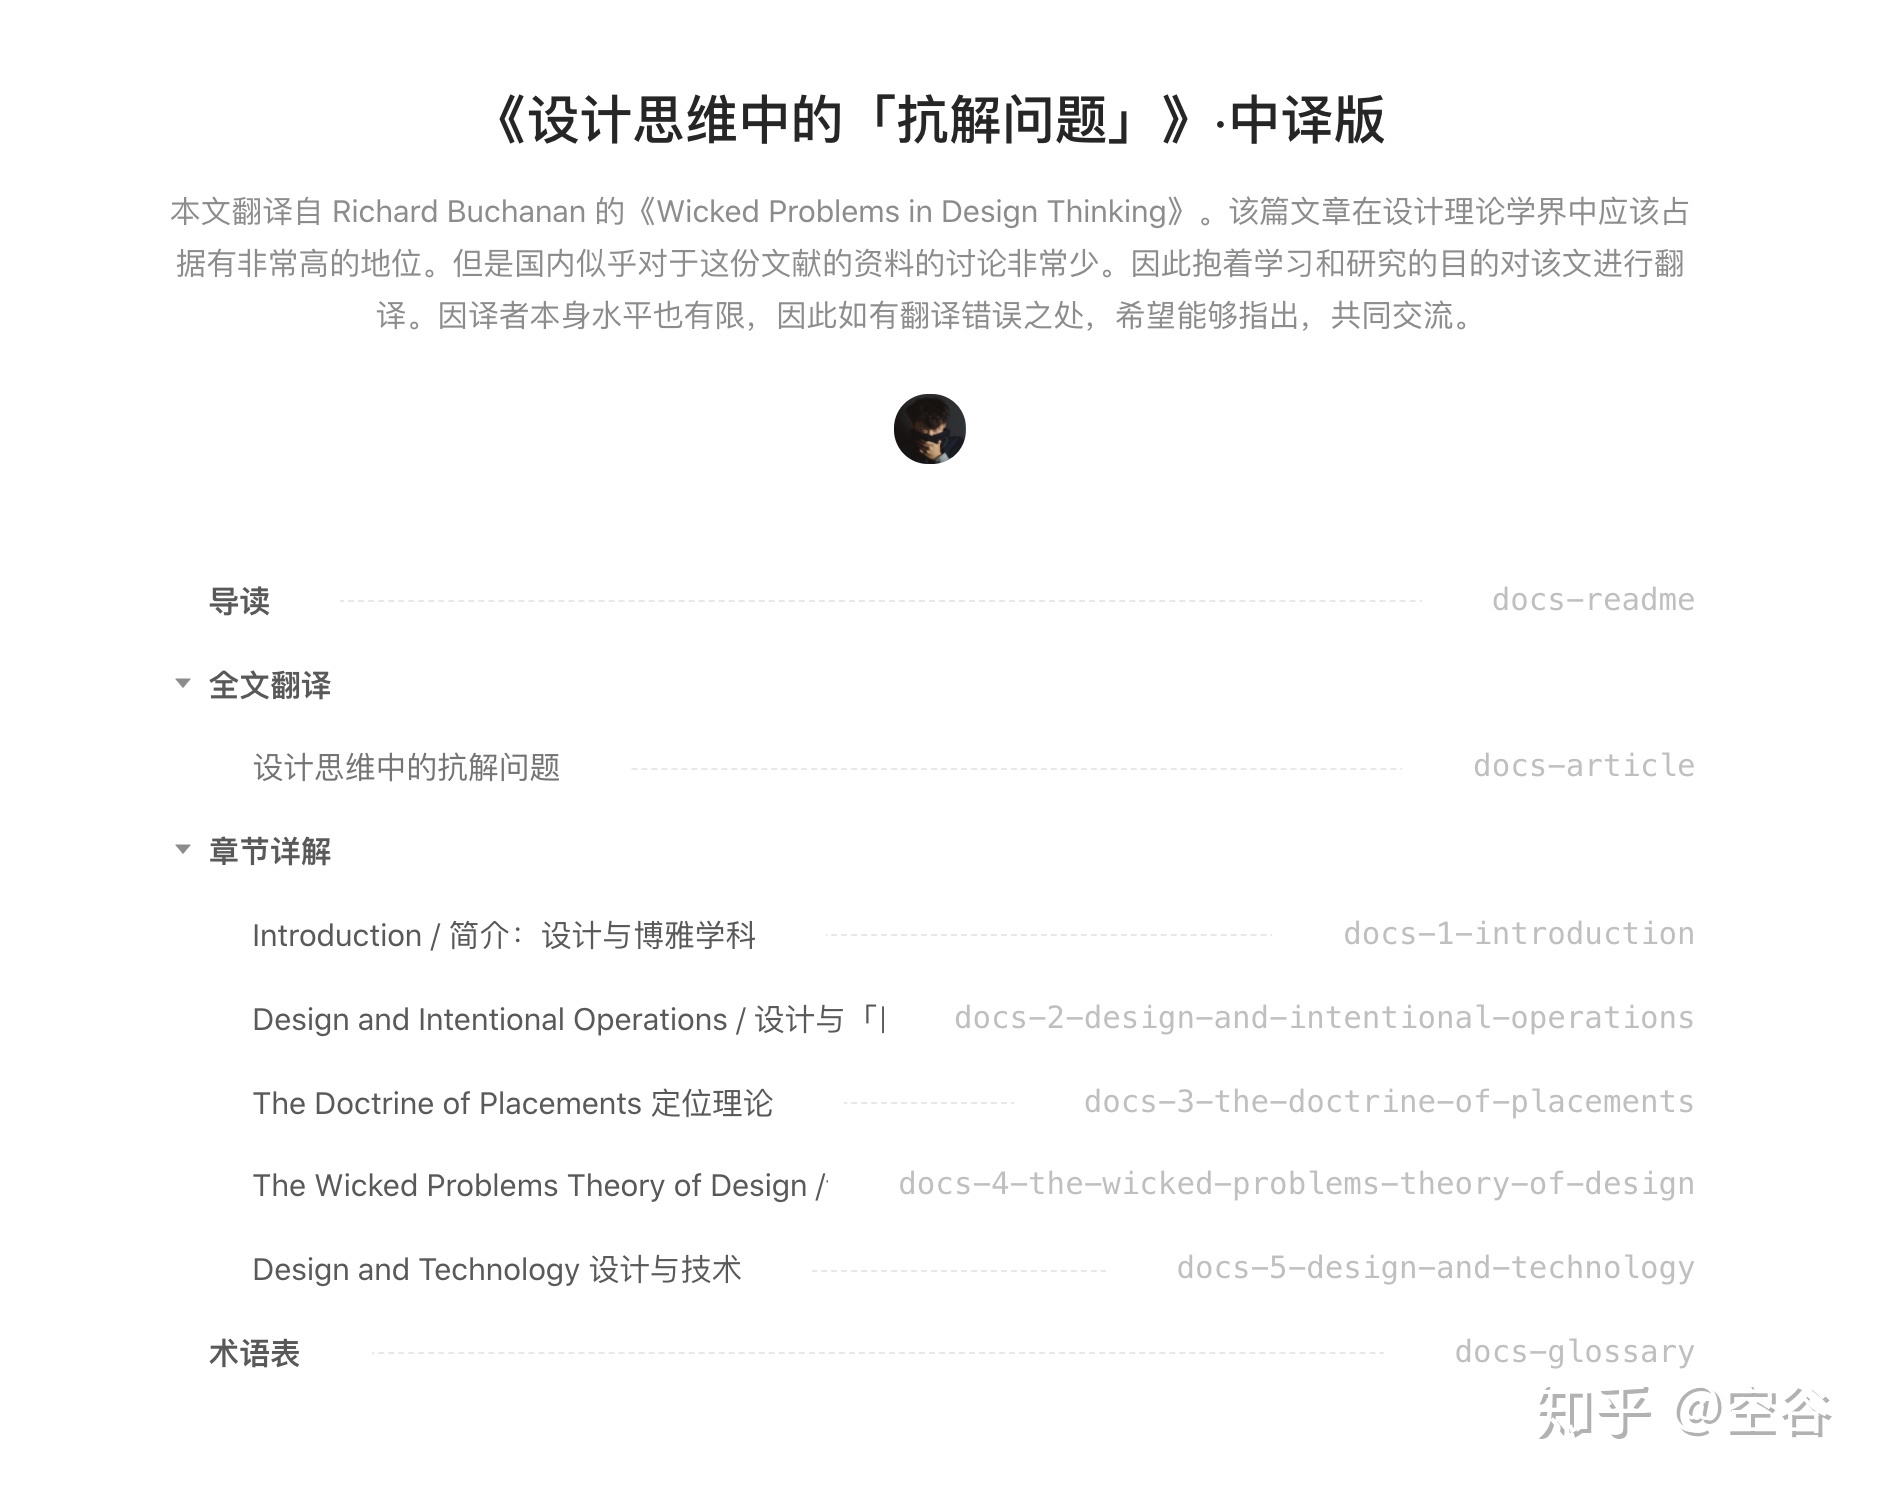 《设计思维中的「抗解问题」》·中译版
本文翻译自 Richard Buchanan 的《Wicked Problems in Design Thinking》。该篇文章在设计理论学界中应该占
据有非常高的地位。但是国内似乎对于这份文献的资料的讨论非常少。因此抱着学习和研究的目的对该文进行翻
译。因译者本身水平也有限，因此如有翻译错误之处，希望能够指出，共同交流。
导读 docs-readme
全文翻译
设计思维中的抗解问题 docs-article
章节详解
Introduction / 简介：设计与博雅学科 docs-1-introduction
Design and Intentional Operations / 设计与「 docs-2-design-and-intentional-operations
The Doctrine of Placements 定位理论 docs-3-the-doctrine-of-placements
The Wicked Problems Theory of Design / docs-4-the-wicked-problems-theory-of-design
Design and Technology 设计与技术 docs-5-design-and-technology
术语表 docs-glossary
知乎 @空谷